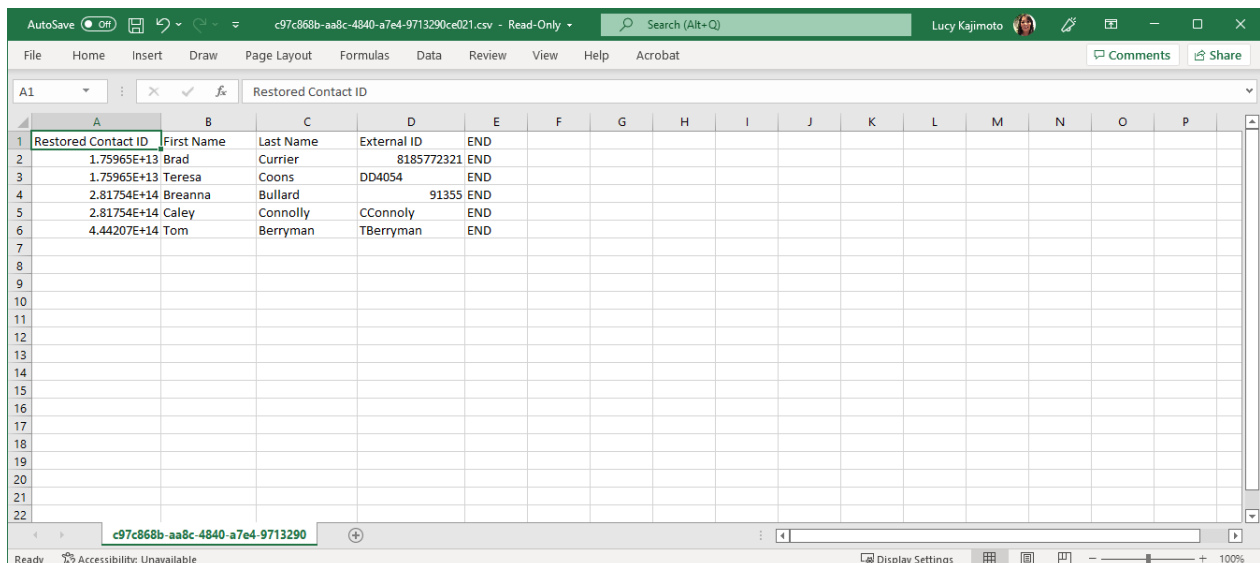 AutoSave Off c97c868b-aa8c-4840-a7e4-9713290ce021.csv - Read-Only Search (Alt+Q) Lucy Kajimoto
File Home Insert Draw Page Layout Formulas Data Review View Help Acrobat Comments Share
A1 fx Restored Contact ID
A B C D E F G H I J K L M N O P
1 Restored Contact ID First Name Last Name External ID END
2 1.75965E+13 Brad Currier 8185772321 END
3 1.75965E+13 Teresa Coons DD4054 END
4 2.81754E+14 Breanna Bullard 91355 END
5 2.81754E+14 Caley Connolly CConnoly END
6 4.44207E+14 Tom Berryman TBerryman END
7
8
9
10
11
12
13
14
15
16
17
18
19
20
21
22
c97c868b-aa8c-4840-a7e4-9713290
Ready Accessibility: Unavailable Display Settings 100%